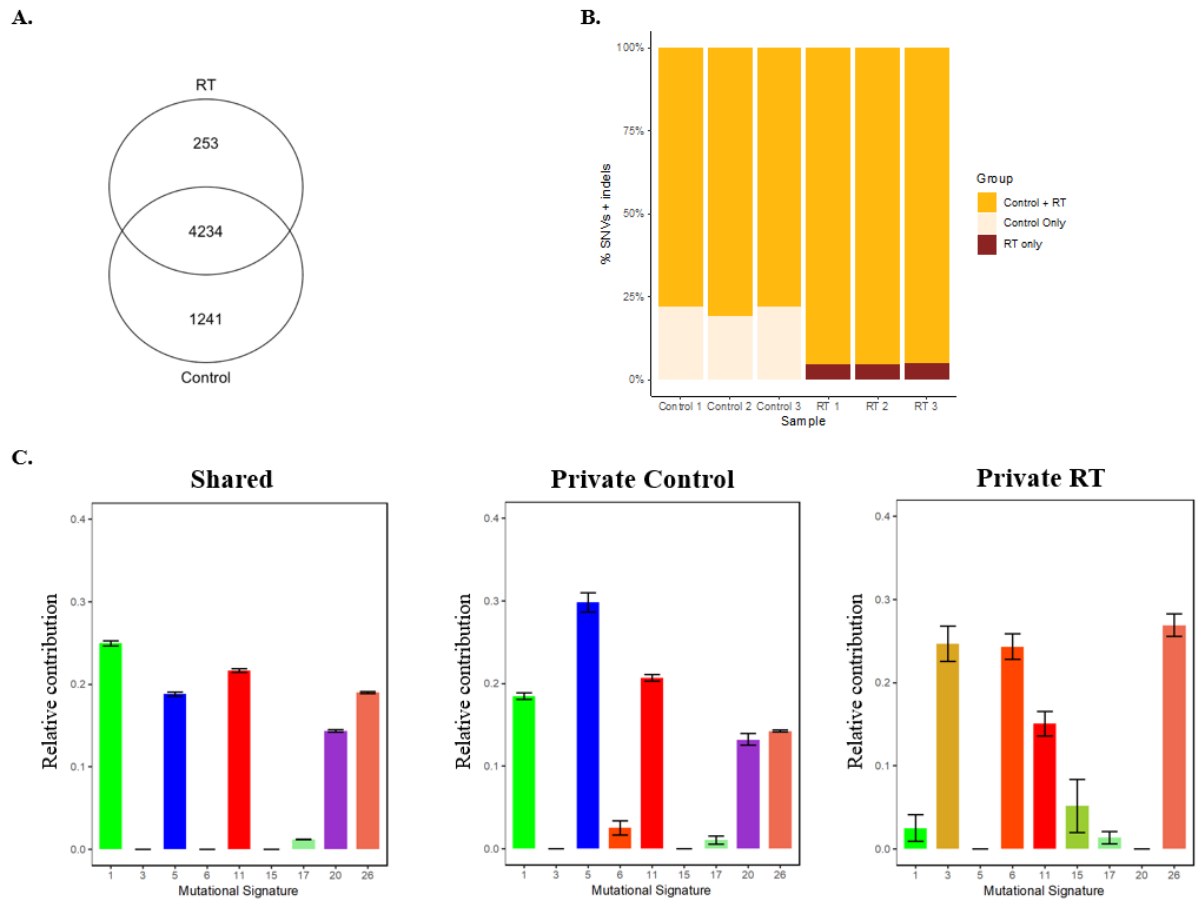 A.
RT
253
4234
1241
Control
B.
100%
75%
50%
25%
0%
% SNVs + indels
Control 1 Control 2 Control 3 RT 1 RT 2 RT 3
Sample
Group
Control + RT
Control Only
RT only
C.
Shared
0.4
0.3
0.2
0.1
0.0
Relative contribution
1 3 5 6 11 15 17 20 26
Mutational Signature
Private Control
0.4
0.3
0.2
0.1
0.0
Relative contribution
1 3 5 6 11 15 17 20 26
Mutational Signature
Private RT
0.4
0.3
0.2
0.1
0.0
Relative contribution
1 3 5 6 11 15 17 20 26
Mutational Signature